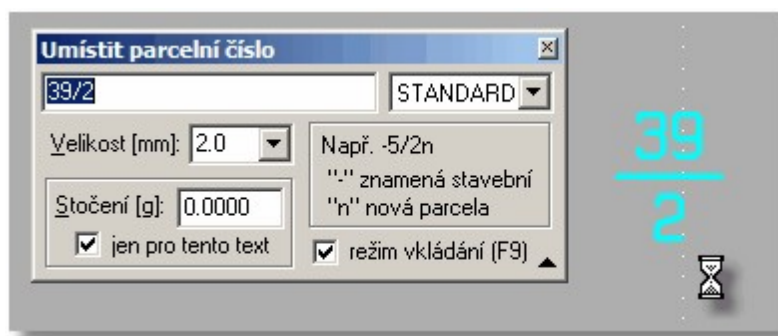 Umístit parcelní číslo
39/2
STANDARD
Velikost [mm]: 2.0
Např. -5/2n
"-" znamená stavební
"n" nová parcela
Stočení [g]: 0.0000
jen pro tento text
režim vkládání (F9)
39
2